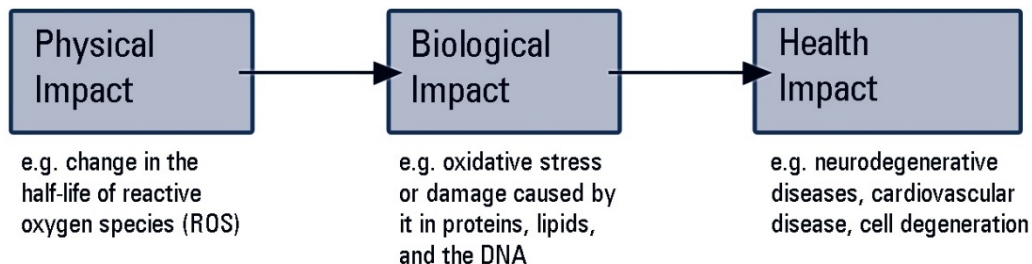 Physical
Impact
Biological
Impact
Health
Impact
e.g. change in the
half-life of reactive
oxygen species (ROS)
e.g. oxidative stress
or damage caused by
it in proteins, lipids,
and the DNA
e.g. neurodegenerative
diseases, cardiovascular
disease, cell degeneration